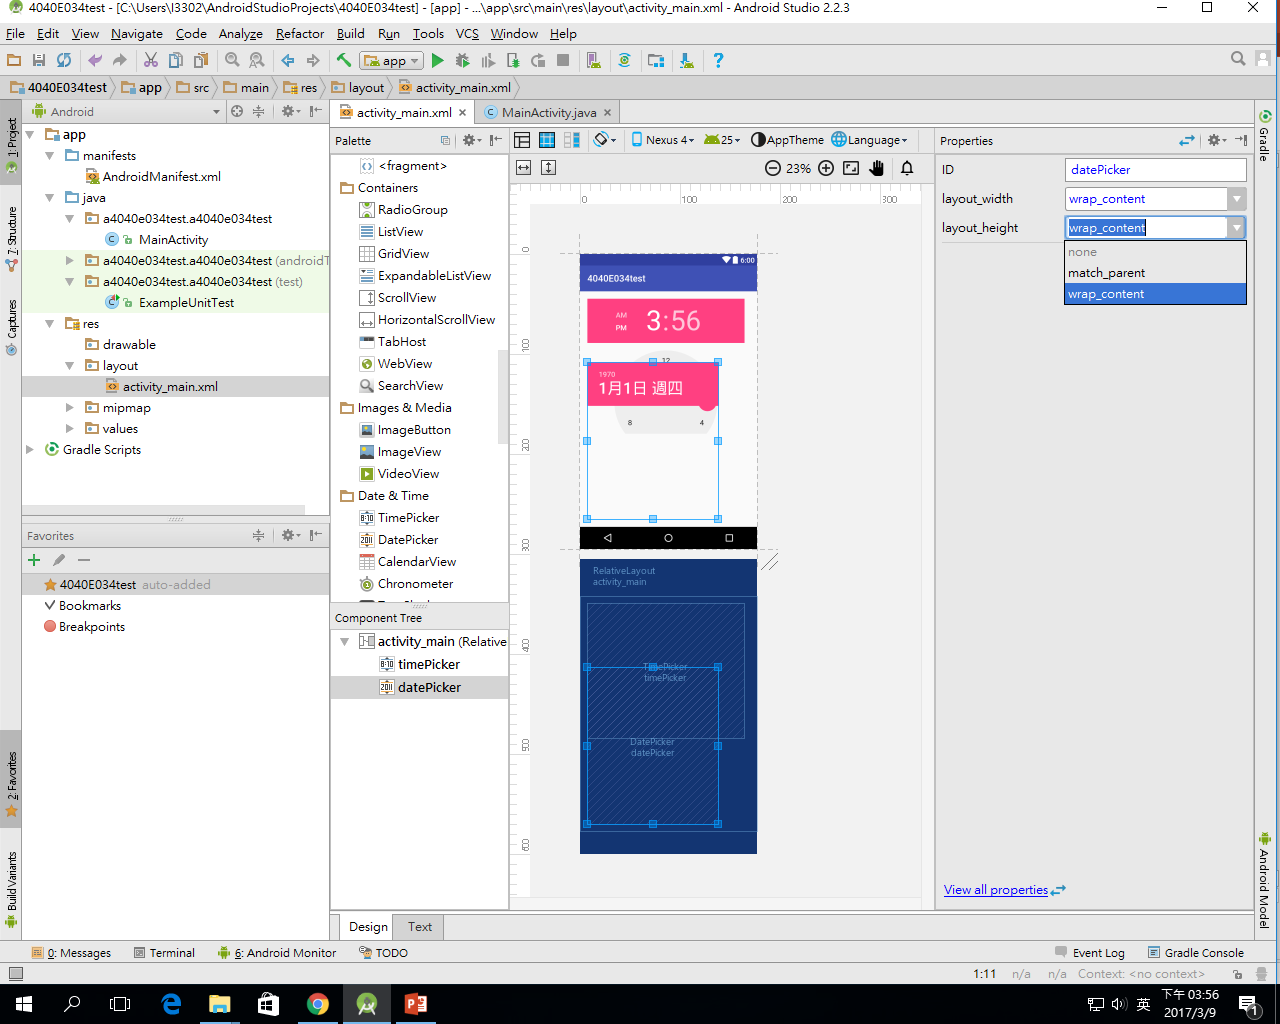 4040E034test - [C:\Users\I3302\AndroidStudioProjects\4040E034test] - [app] - ...\app\src\main\res\layout\activity_main.xml - Android Studio 2.2.3
File Edit View Navigate Code Analyze Refactor Build Run Tools VCS Window Help
app
4040E034test app src main res layout activity_main.xml
1: Project
7: Structure
Captures
2: Favorites
Build Variants
Android
app
manifests
AndroidManifest.xml
java
a4040e034test.a4040e034test
MainActivity
a4040e034test.a4040e034test (androidT
a4040e034test.a4040e034test (test)
ExampleUnitTest
res
drawable
layout
activity_main.xml
mipmap
values
Gradle Scripts
Favorites
4040E034test auto-added
Bookmarks
Breakpoints
activity_main.xml MainActivity.java
Palette
<fragment>
Containers
RadioGroup
ListView
GridView
ExpandableListView
ScrollView
HorizontalScrollView
TabHost
WebView
SearchView
Images & Media
ImageButton
ImageView
VideoView
Date & Time
TimePicker
DatePicker
CalendarView
Chronometer
Component Tree
activity_main (Relative
timePicker
datePicker
Nexus 4 25 AppTheme Language
23%
0 100 200 300
0
100
200
300
400
500
600
6:00
4040E034test
AM
PM
3:56
12
1970
1月1日 週四
8 4
RelativeLayout
activity_main
TimePicker
timePicker
DatePicker
datePicker
Properties
ID datePicker
layout_width wrap_content
layout_height wrap_content
none
match_parent
wrap_content
View all properties
Gradle
Android Model
Design Text
0: Messages Terminal 6: Android Monitor TODO Event Log Gradle Console
1:11 n/a n/a Context: <no context>
英
下午 03:56
2017/3/9
1